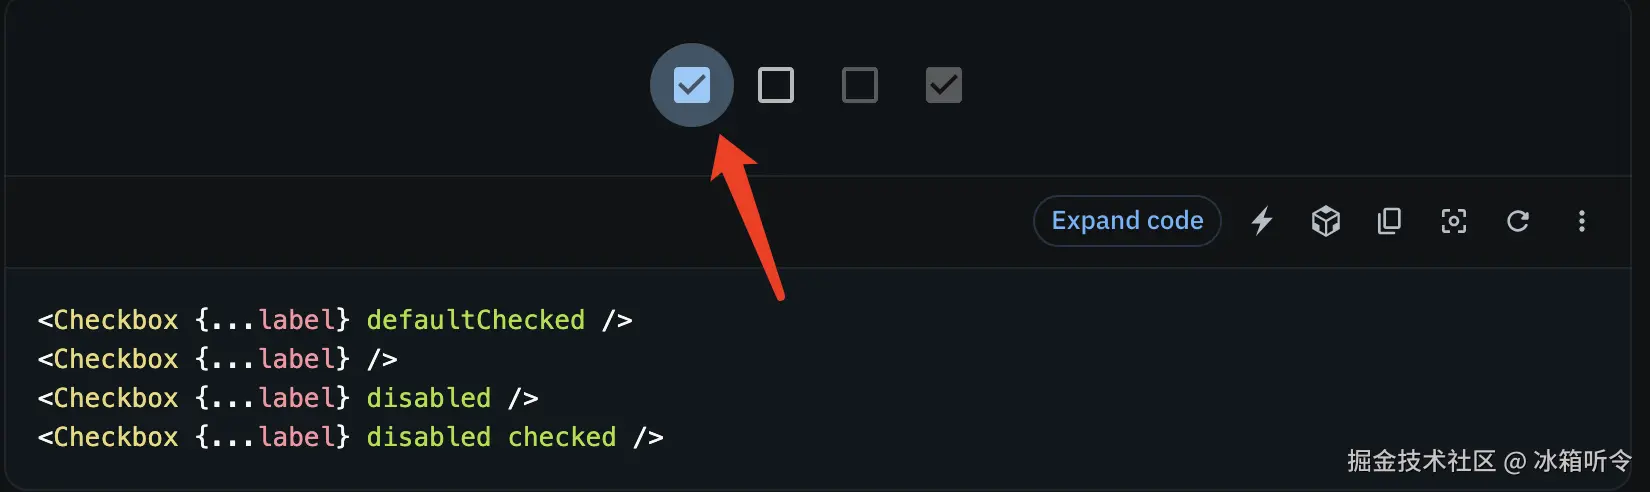 Expand code
<Checkbox {...label} defaultChecked />
<Checkbox {...label} />
<Checkbox {...label} disabled />
<Checkbox {...label} disabled checked />
掘金技术社区 @ 冰箱听令